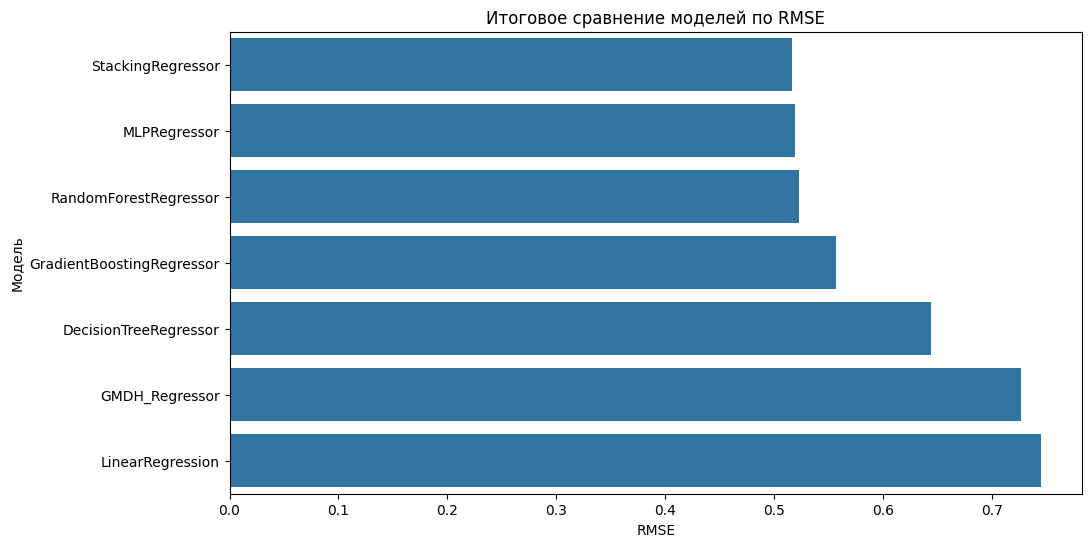 Итоговое сравнение моделей по RMSE
Модель
StackingRegressor
MLPRegressor
RandomForestRegressor
GradientBoostingRegressor
DecisionTreeRegressor
GMDH_Regressor
LinearRegression
0.0 0.1 0.2 0.3 0.4 0.5 0.6 0.7
RMSE